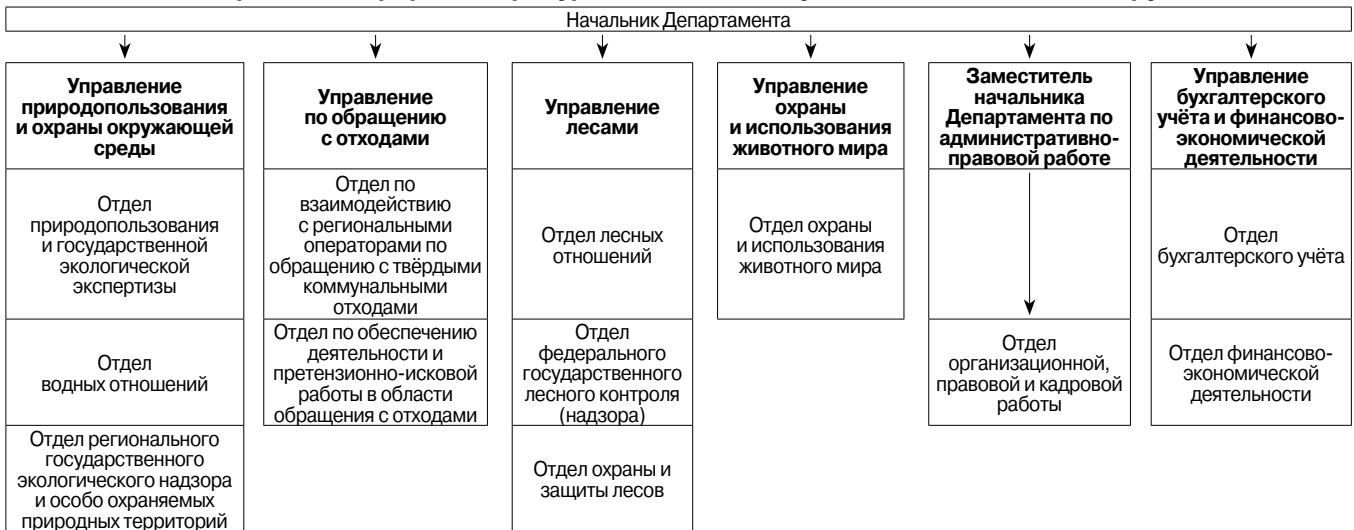 Начальник Департамента
Управление
природопользования
и охраны окружающей
среды
Отдел
природопользования
и государственной
экологической
экспертизы
Отдел
водных отношений
Отдел регионального
государственного
экологического надзора
и особо охраняемых
природных территорий
Управление
по обращению
с отходами
Отдел по
взаимодействию
с региональными
операторами по
обращению с твёрдыми
коммунальными
отходами
Отдел по обеспечению
деятельности и
претензионно-исковой
работы в области
обращения с отходами
Управление
лесами
Отдел лесных
отношений
Отдел
федерального
государственного
лесного контроля
(надзора)
Отдел охраны и
защиты лесов
Управление
охраны
и использования
животного мира
Отдел охраны
и использования
животного мира
Заместитель
начальника
Департамента по
административно-
правовой работе
Отдел
организационной,
правовой и кадровой
работы
Управление
бухгалтерского
учёта и финансово-
экономической
деятельности
Отдел
бухгалтерского учёта
Отдел финансово-
экономической
деятельности